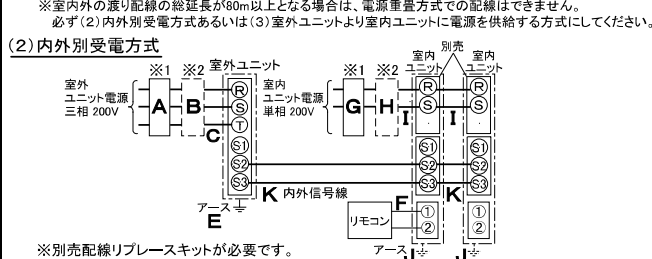 ※室内外の渡り配線の総延長が80m以上となる場合は、電源重畳方式での配線はできません。
必ず(2)内外別受電方式あるいは(3)室外ユニットより室内ユニットに電源を供給する方式にしてください。
(2)内外別受電方式
別売
※1 ※2 室外ユニット ※1 ※2 室内ユニット 室内ユニット
室外
ユニット電源
三相 200V
A B C
R
S
T
S1
S2
S3
室内
ユニット電源
単相 200V
G H I I
R
S
S1
S2
S3
R
S
S1
S2
S3
K 内外信号線 K
アース
E
リモコン
F
①
②
①
②
アース J J
※別売配線リプレースキットが必要です。